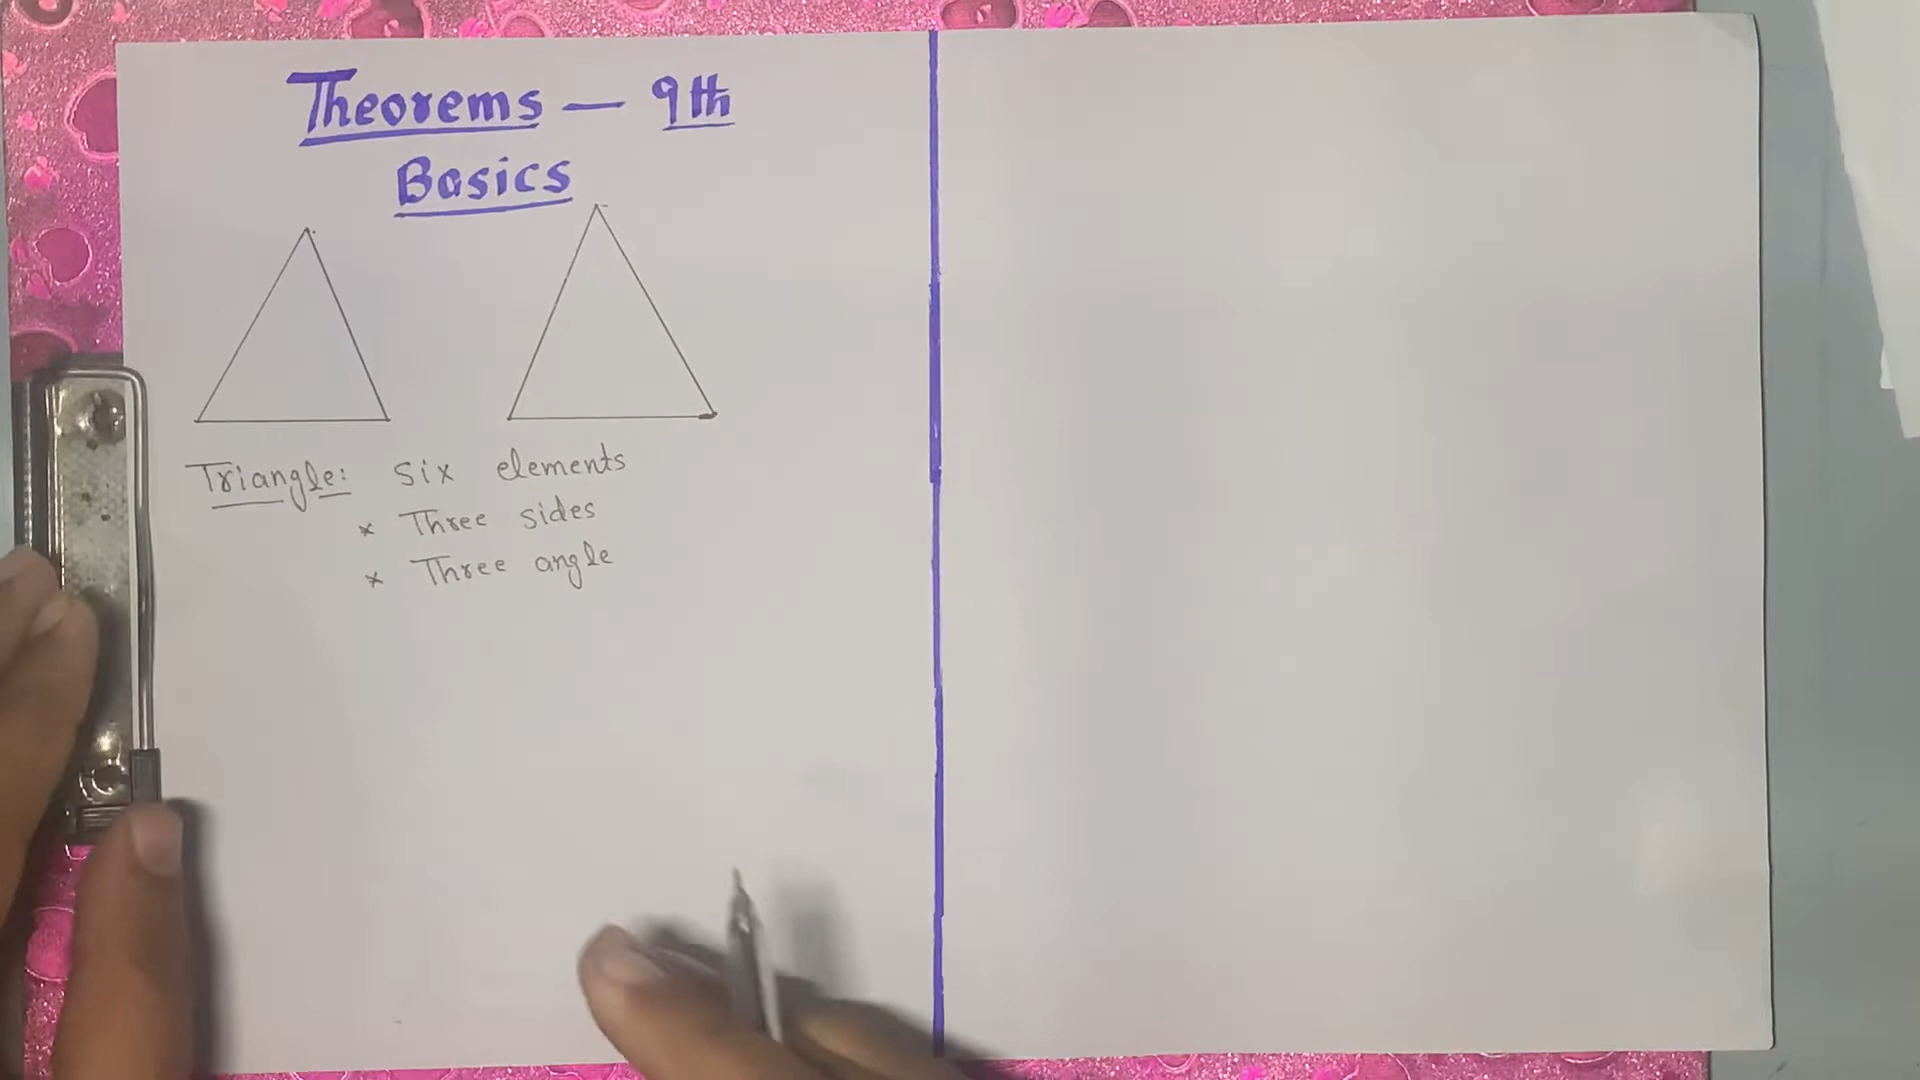 Theorems — 9th
Basics
Triangle: six elements
* Three sides
* Three angle